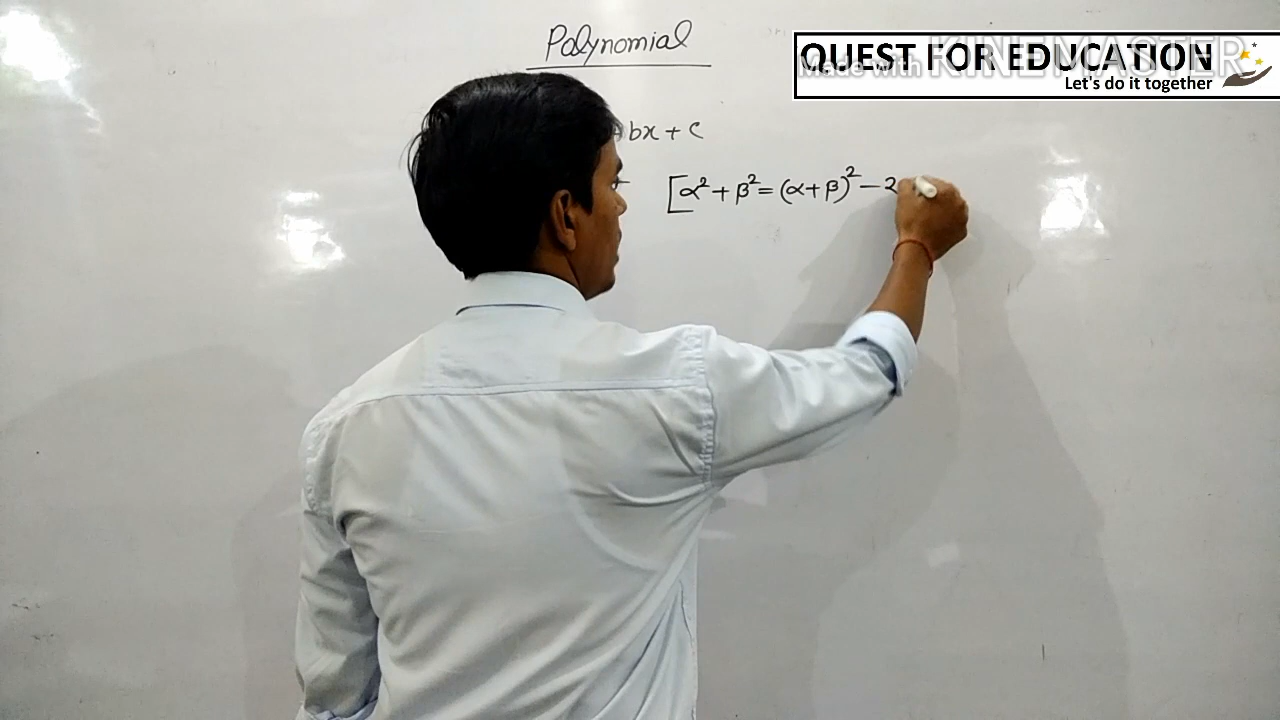 Polynomial
QUEST FOR EDUCATION
Made with KINEMASTER
Let's do it together
bx + c
[α² + β² = (α+β)² − 2